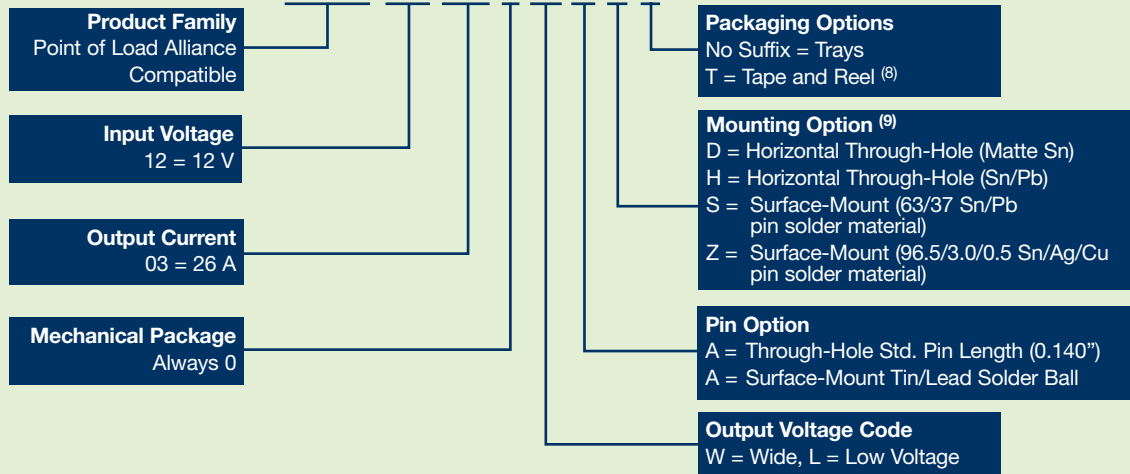 Product Family
Point of Load Alliance
Compatible
Input Voltage
12 = 12 V
Output Current
03 = 26 A
Mechanical Package
Always 0
Packaging Options
No Suffix = Trays
T = Tape and Reel (8)
Mounting Option (9)
D = Horizontal Through-Hole (Matte Sn)
H = Horizontal Through-Hole (Sn/Pb)
S = Surface-Mount (63/37 Sn/Pb
pin solder material)
Z = Surface-Mount (96.5/3.0/0.5 Sn/Ag/Cu
pin solder material)
Pin Option
A = Through-Hole Std. Pin Length (0.140”)
A = Surface-Mount Tin/Lead Solder Ball
Output Voltage Code
W = Wide, L = Low Voltage